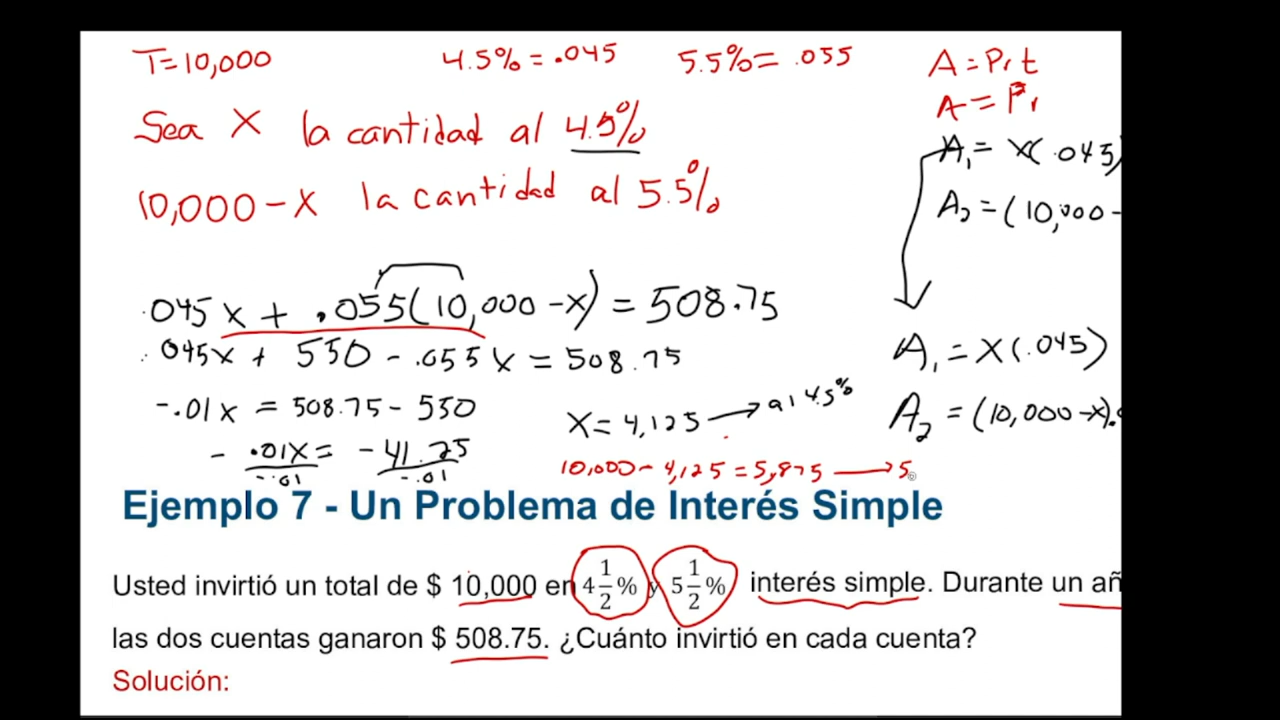 T=10,000 4.5%=.045 5.5%= .055 A=Prt
A=Pr
Sea X la cantidad al 4.5% A₁= X(.045)
10,000-X la cantidad al 5.5% A₂=(10,000-
.045x + .055(10,000-x) = 508.75
.045x + 550 - .055x = 508.75 A₁=X(.045)
-.01x = 508.75-550 X=4,125 → al 4.5% A₂=(10,000-x).
-.01x = -41.25
-.01 -.01
10,000-4,125=5,875 → 5
Ejemplo 7 - Un Problema de Interés Simple
Usted invirtió un total de $ 10,000 en 4 1/2 % y 5 1/2 % interés simple. Durante un añ
las dos cuentas ganaron $ 508.75. ¿Cuánto invirtió en cada cuenta?
Solución: